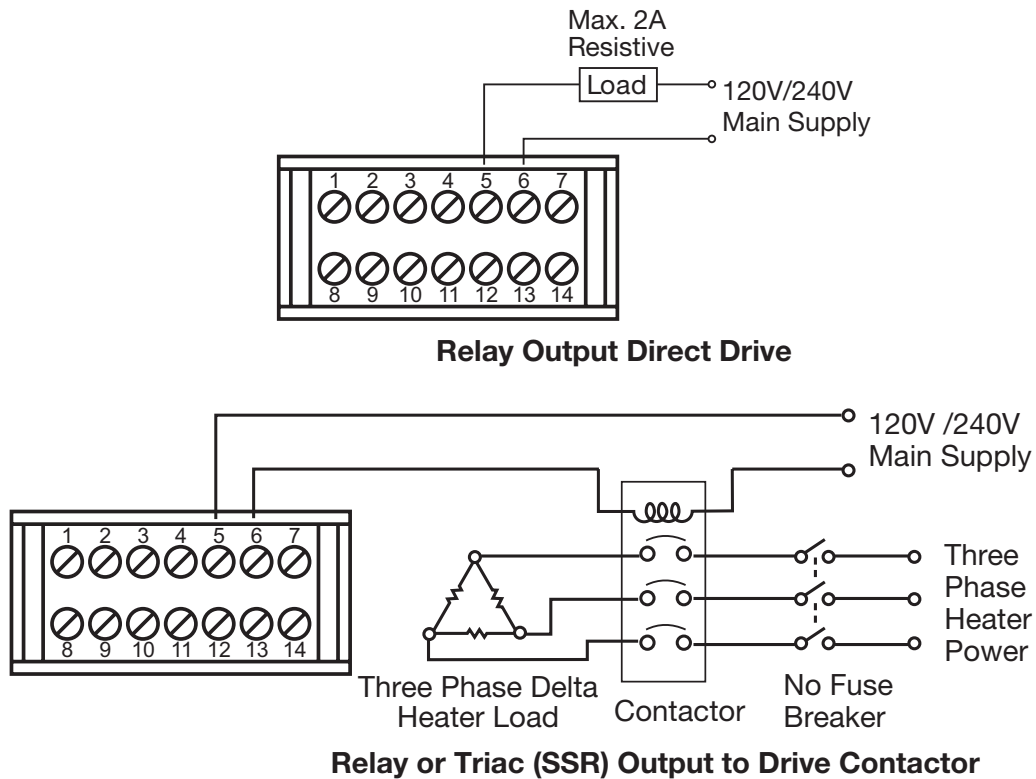 Max. 2A
Resistive
Load
120V/240V
Main Supply
1 2 3 4 5 6 7
8 9 10 11 12 13 14
Relay Output Direct Drive
120V /240V
Main Supply
1 2 3 4 5 6 7
8 9 10 11 12 13 14
Three
Phase
Heater
Power
Three Phase Delta
Heater Load
Contactor
No Fuse
Breaker
Relay or Triac (SSR) Output to Drive Contactor